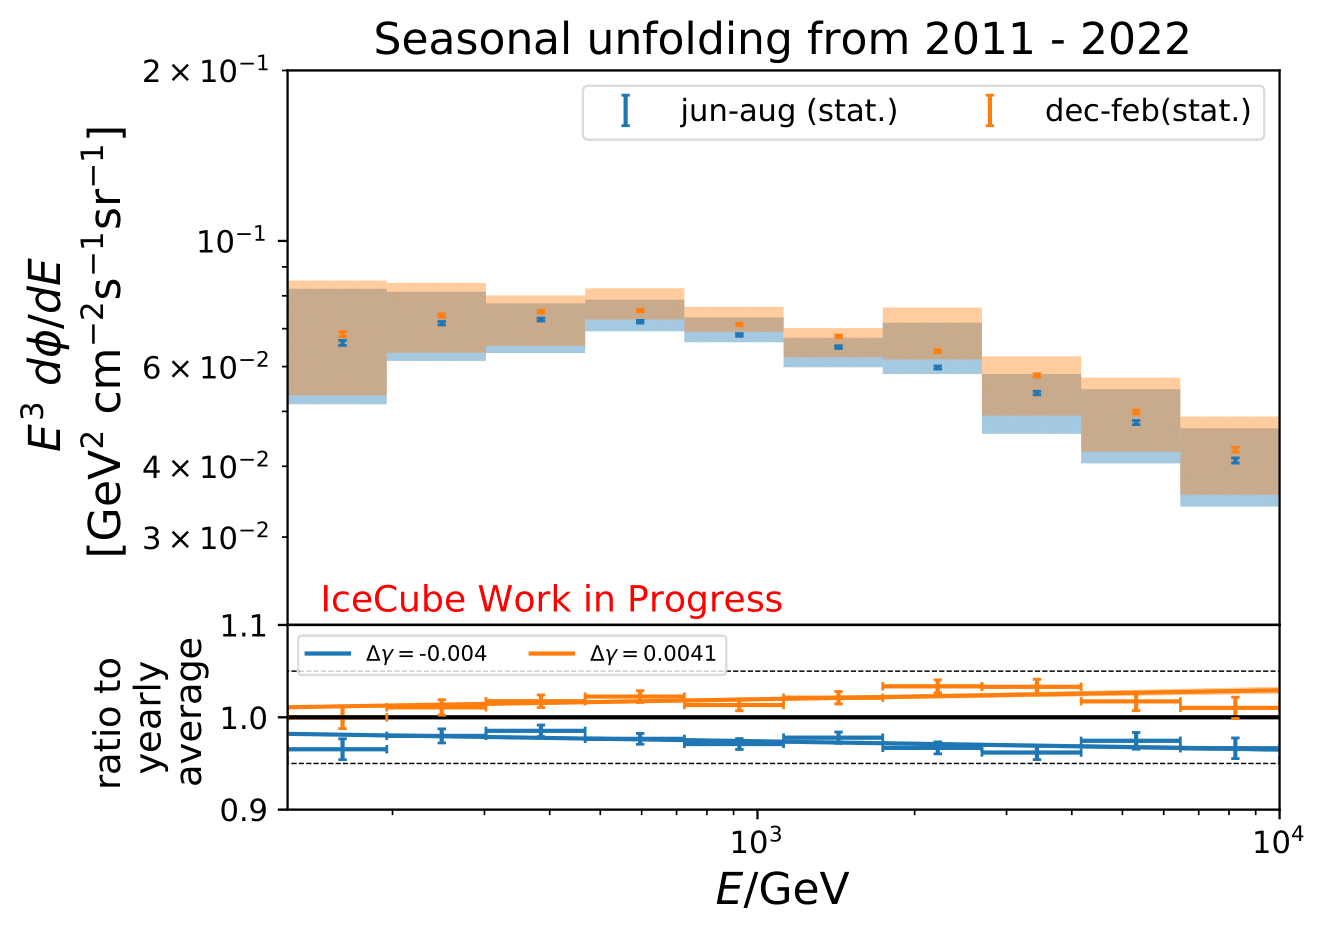 Seasonal unfolding from 2011 - 2022
2 × 10⁻¹
jun-aug (stat.) dec-feb(stat.)
10⁻¹
6 × 10⁻²
4 × 10⁻²
3 × 10⁻²
E³ dϕ/dE
[GeV² cm⁻²s⁻¹sr⁻¹]
IceCube Work in Progress
1.1
Δγ = -0.004 Δγ = 0.0041
1.0
0.9
ratio to
yearly
average
10³ 10⁴
E/GeV